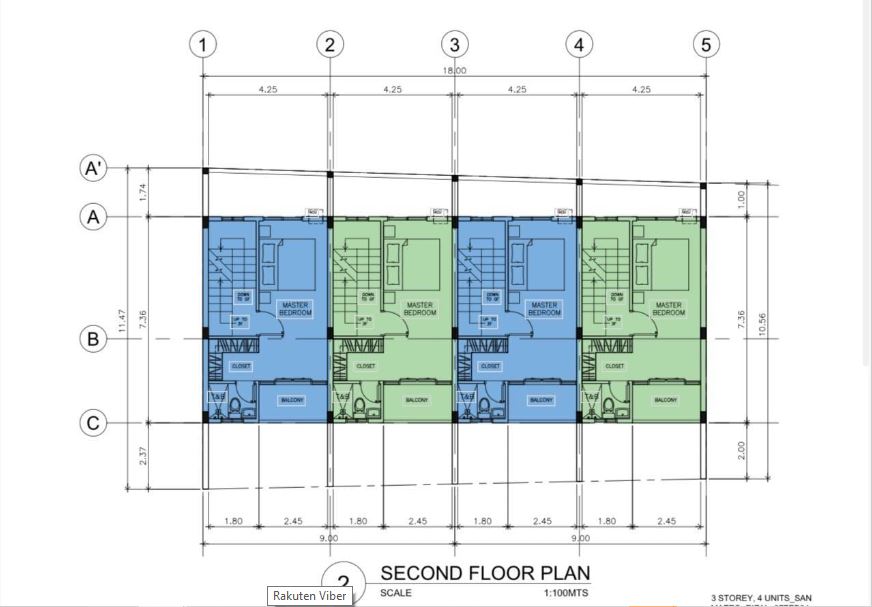 1 2 3 4 5
18.00
4.25 4.25 4.25 4.25
A'
1.74 1.00
A
DOWN TO GF DOWN TO GF DOWN TO GF DOWN TO GF
MASTER MASTER MASTER MASTER
BEDROOM BEDROOM BEDROOM BEDROOM
UP TO 3F UP TO 3F UP TO 3F UP TO 3F
11.47 7.36 7.36 10.56
B
CLOSET CLOSET CLOSET CLOSET
T&B BALCONY T&B BALCONY T&B BALCONY T&B BALCONY
C
2.37 2.00
1.80 2.45 1.80 2.45 1.80 2.45 1.80 2.45
9.00 9.00
2 SECOND FLOOR PLAN
SCALE 1:100MTS
Rakuten Viber
3 STOREY, 4 UNITS_SAN